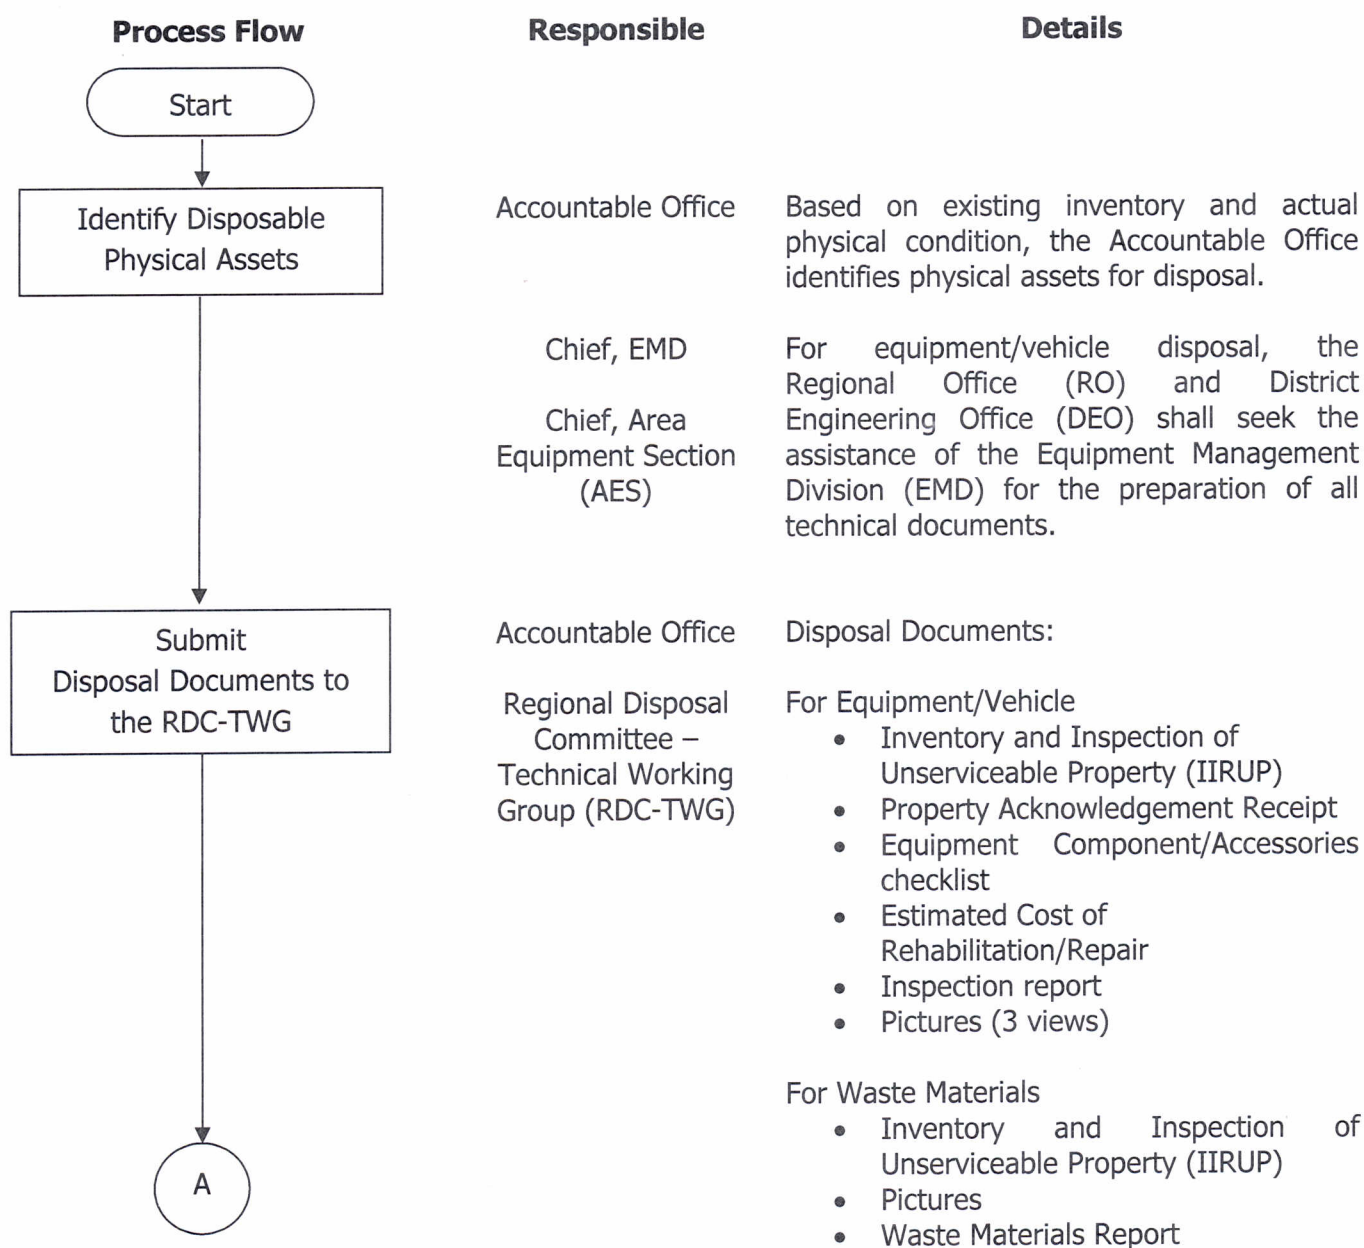 Process Flow
Responsible
Details
Start
Identify Disposable
Physical Assets
Accountable Office
Based on existing inventory and actual
physical condition, the Accountable Office
identifies physical assets for disposal.
Chief, EMD
Chief, Area
Equipment Section
(AES)
For equipment/vehicle disposal, the
Regional Office (RO) and District
Engineering Office (DEO) shall seek the
assistance of the Equipment Management
Division (EMD) for the preparation of all
technical documents.
Submit
Disposal Documents to
the RDC-TWG
Accountable Office
Regional Disposal
Committee –
Technical Working
Group (RDC-TWG)
Disposal Documents:
For Equipment/Vehicle
• Inventory and Inspection of
Unserviceable Property (IIRUP)
• Property Acknowledgement Receipt
• Equipment Component/Accessories
checklist
• Estimated Cost of
Rehabilitation/Repair
• Inspection report
• Pictures (3 views)
For Waste Materials
• Inventory and Inspection of
Unserviceable Property (IIRUP)
• Pictures
• Waste Materials Report
A